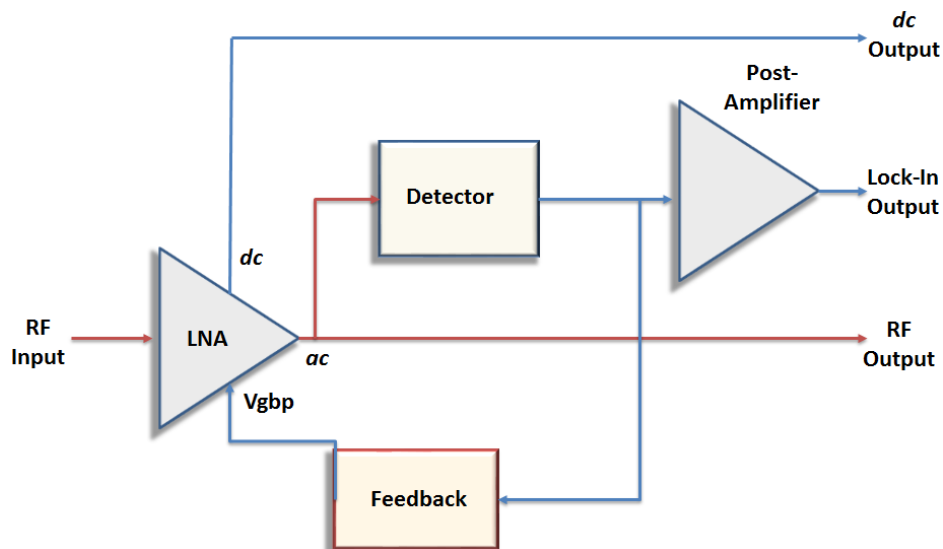 dc
Output
Post-
Amplifier
Detector
Lock-In
Output
dc
RF
Input
LNA
ac
RF
Output
Vgbp
Feedback